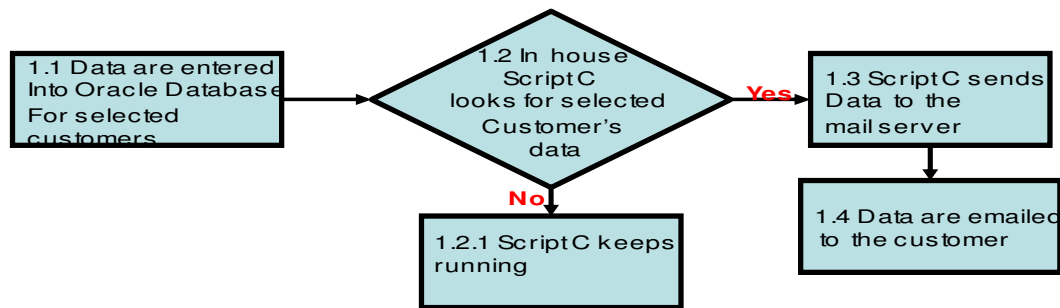 1.1 Data are entered
Into Oracle Database
For selected
customers
1.2 In house
Script C
looks for selected
Customer's
data
Yes
1.3 Script C sends
Data to the
mail server
No
1.2.1 Script C keeps
running
1.4 Data are emailed
to the customer